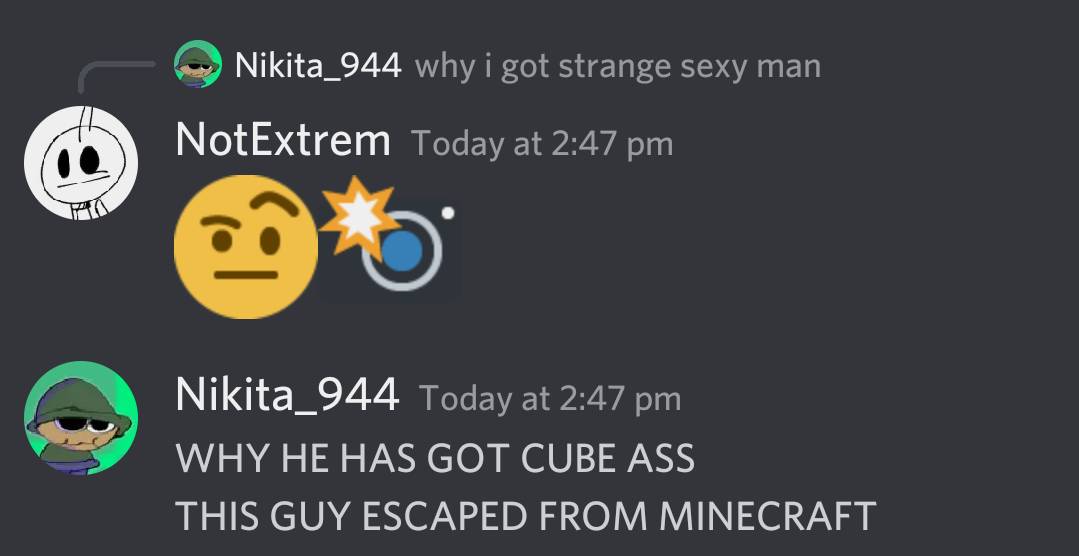 Nikita_944 why i got strange sexy man
NotExtrem Today at 2:47 pm
🤨📸
Nikita_944 Today at 2:47 pm
WHY HE HAS GOT CUBE ASS
THIS GUY ESCAPED FROM MINECRAFT